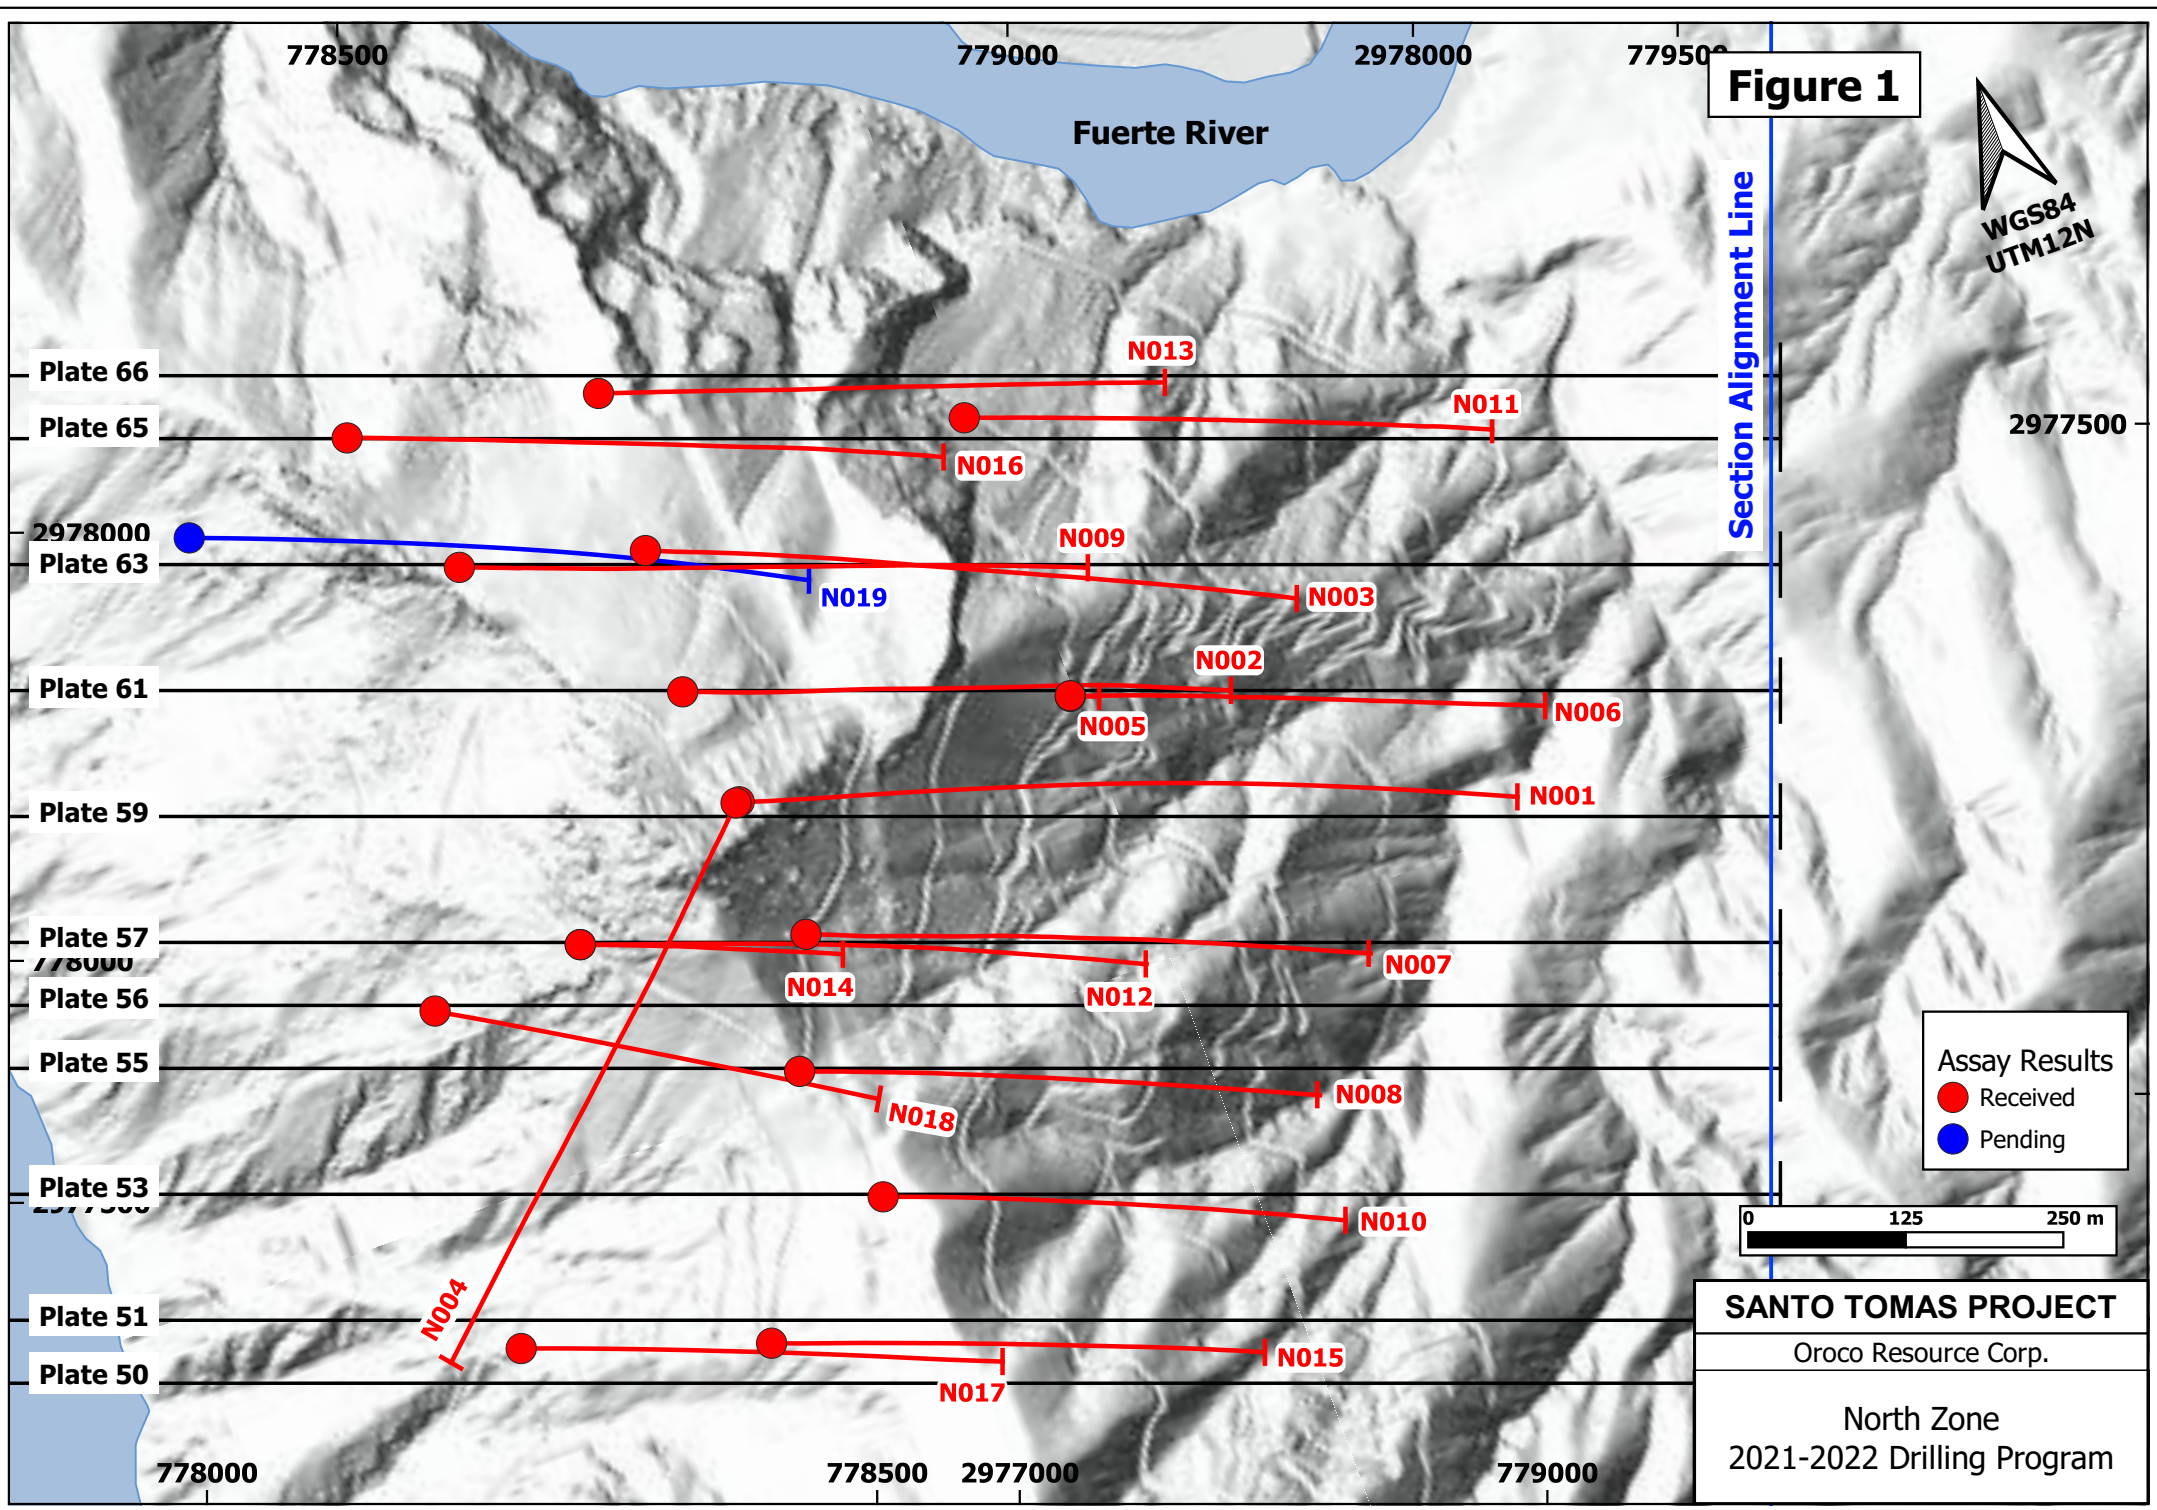 778500
779000
2978000
779500
Figure 1
Fuerte River
WGS84
UTM12N
Section Alignment Line
Plate 66
N013
N011
Plate 65
2977500
N016
2978000
N009
Plate 63
N019
N003
N002
Plate 61
N005
N006
N001
Plate 59
Plate 57
778000
N007
N014
N012
Plate 56
Plate 55
N008
N018
Assay Results
Received
Pending
Plate 53
2977500
N010
0 125 250 m
N004
Plate 51
N015
Plate 50
N017
SANTO TOMAS PROJECT
Oroco Resource Corp.
North Zone
2021-2022 Drilling Program
778000
778500
2977000
779000